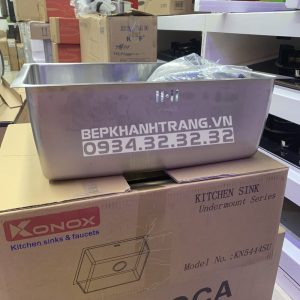 BEPKHANHTRANG.VN
0934.32.32.32
KONOX
Kitchen sinks & faucets
KITCHEN SINK
Undermount Series
Model No.: KN5444SU